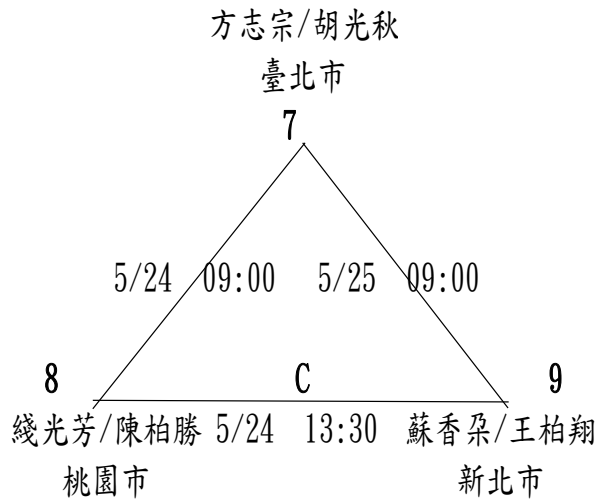 方志宗/胡光秋
臺北市
7
5/24 09:00 5/25 09:00
8 C 9
綫光芳/陳柏勝 5/24 13:30 蘇香朶/王柏翔
桃園市 新北市